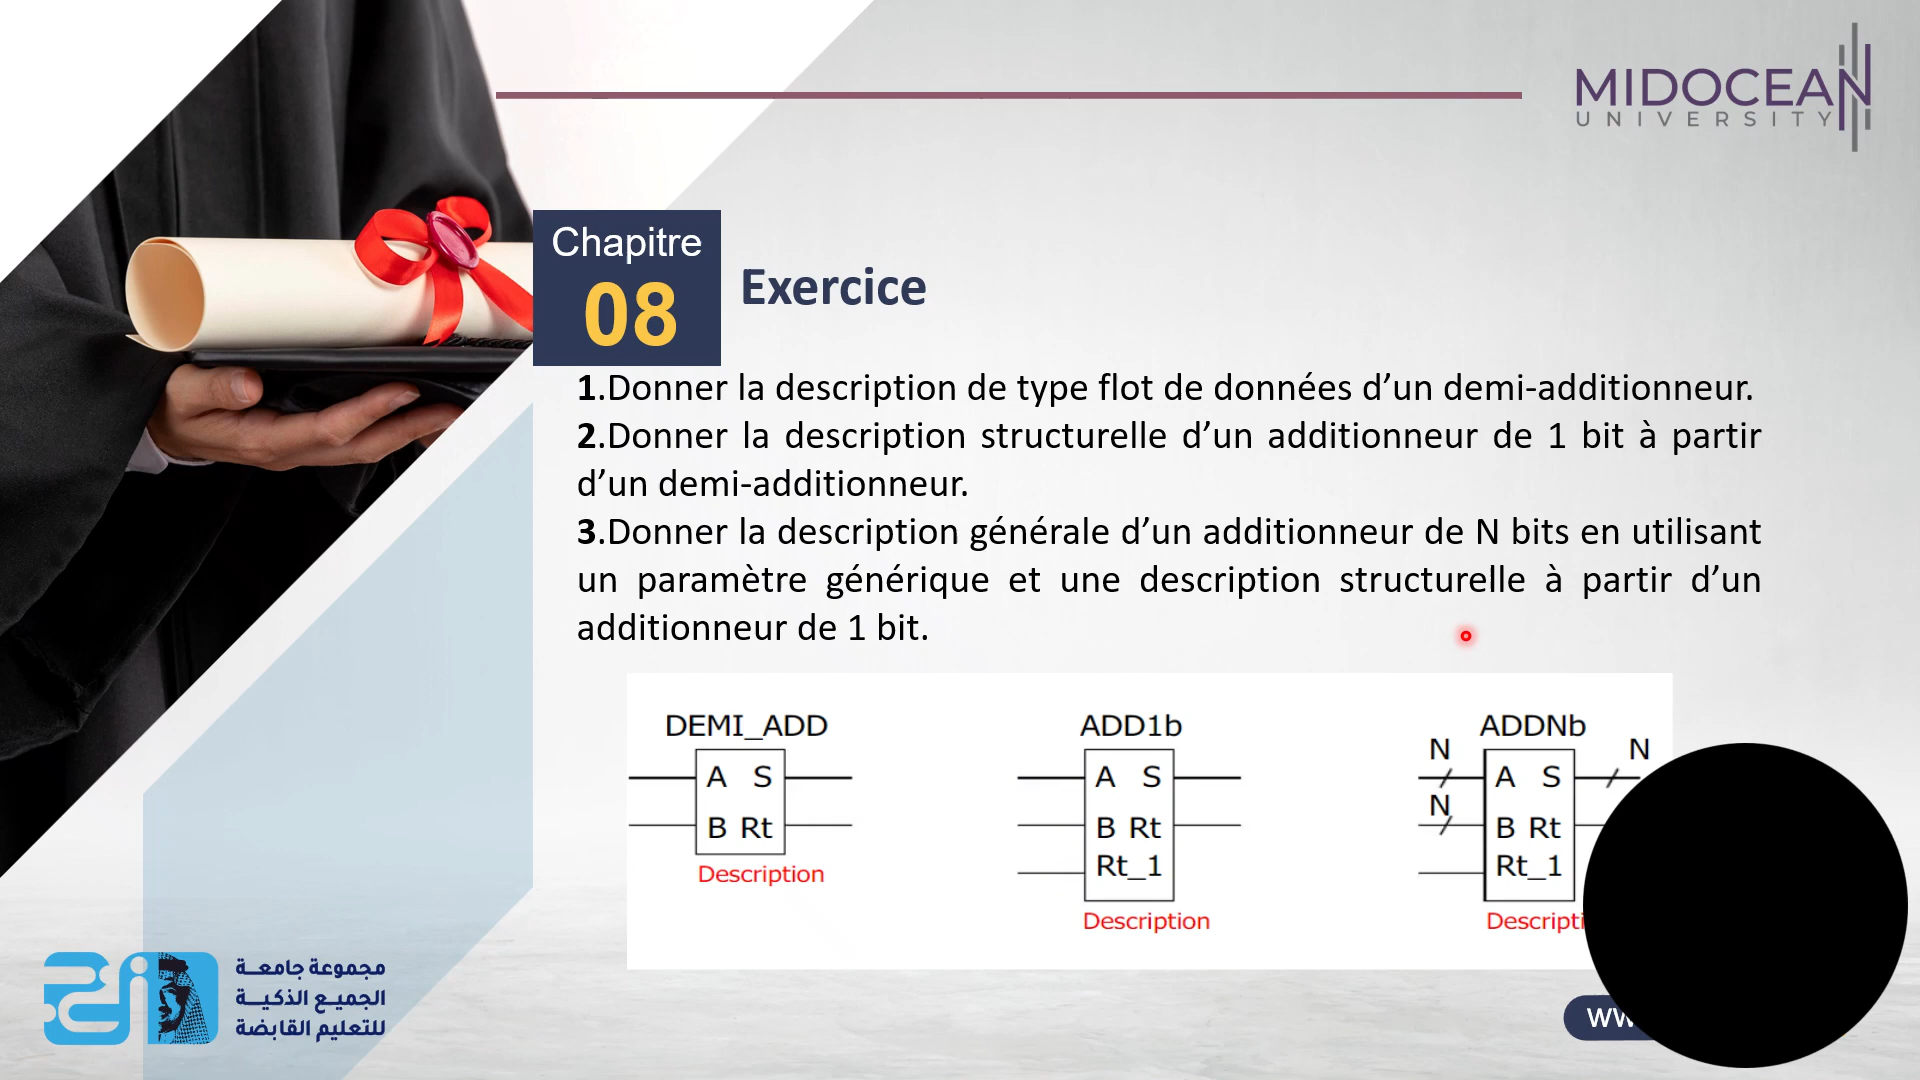 MIDOCEAN
UNIVERSITY
Chapitre
08
Exercice
1.Donner la description de type flot de données d’un demi-additionneur.
2.Donner la description structurelle d’un additionneur de 1 bit à partir
d’un demi-additionneur.
3.Donner la description générale d’un additionneur de N bits en utilisant
un paramètre générique et une description structurelle à partir d’un
additionneur de 1 bit.
DEMI_ADD
A S
B Rt
Description
ADD1b
A S
B Rt
Rt_1
Description
ADDNb
N
N
N
A S
B Rt
Rt_1
مجموعة جامعة
الجميع الذكية
للتعليم القابضة